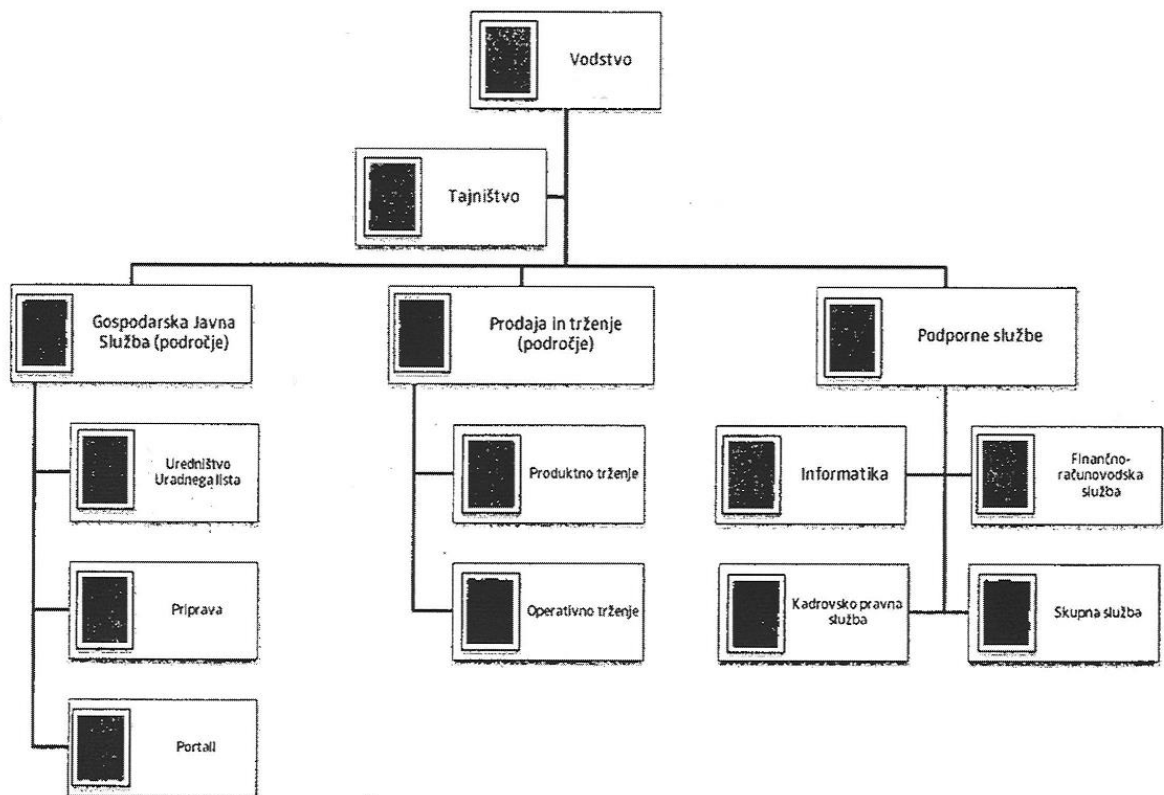 Vodstvo
Tajništvo
Gospodarska Javna
Služba (področje)
Prodaja in trženje
(področje)
Podporne službe
Uredništvo
Uradnega lista
Produktno trženje
Informatika
Finančno-
računovodska
služba
Priprava
Operativno trženje
Kadrovsko pravna
služba
Skupna služba
Portali